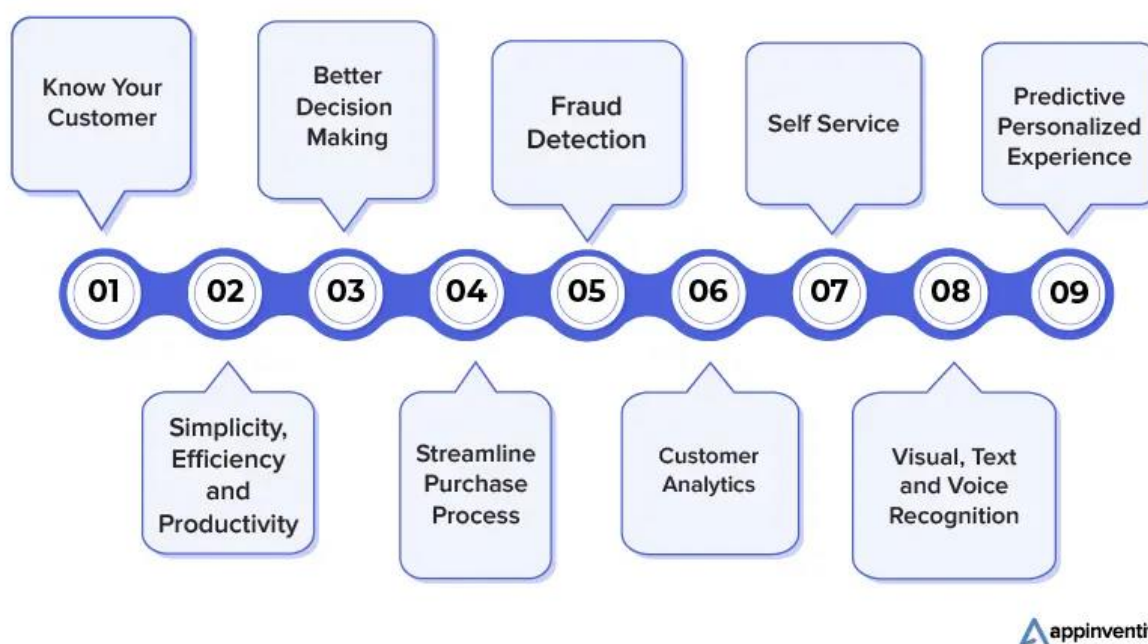 Know Your
Customer
Better
Decision
Making
Fraud
Detection
Self Service
Predictive
Personalized
Experience
01
02
03
04
05
06
07
08
09
Simplicity,
Efficiency
and
Productivity
Streamline
Purchase
Process
Customer
Analytics
Visual, Text
and Voice
Recognition
appinventi